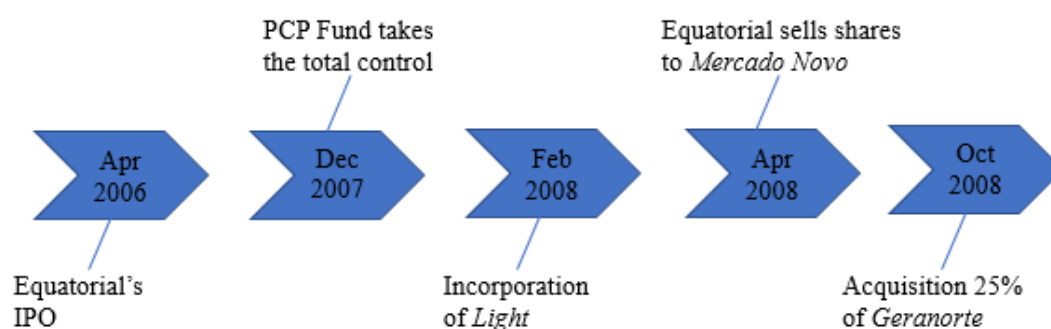 PCP Fund takes
the total control
Equatorial sells shares
to Mercado Novo
Apr
2006
Dec
2007
Feb
2008
Apr
2008
Oct
2008
Equatorial’s
IPO
Incorporation
of Light
Acquisition 25%
of Geranorte